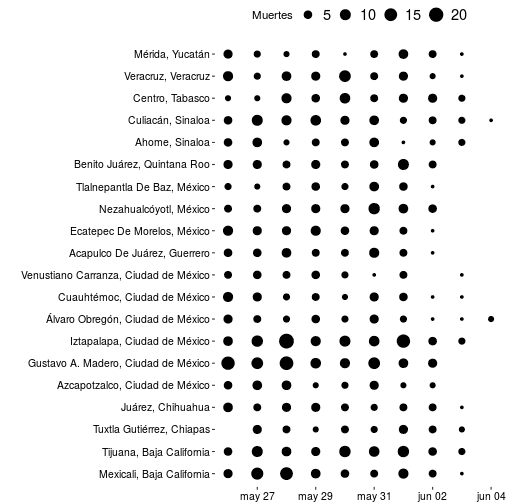 Muertes 5 10 15 20
Mérida, Yucatán
Veracruz, Veracruz
Centro, Tabasco
Culiacán, Sinaloa
Ahome, Sinaloa
Benito Juárez, Quintana Roo
Tlalnepantla De Baz, México
Nezahualcóyotl, México
Ecatepec De Morelos, México
Acapulco De Juárez, Guerrero
Venustiano Carranza, Ciudad de México
Cuauhtémoc, Ciudad de México
Álvaro Obregón, Ciudad de México
Iztapalapa, Ciudad de México
Gustavo A. Madero, Ciudad de México
Azcapotzalco, Ciudad de México
Juárez, Chihuahua
Tuxtla Gutiérrez, Chiapas
Tijuana, Baja California
Mexicali, Baja California
may 27 may 29 may 31 jun 02 jun 04